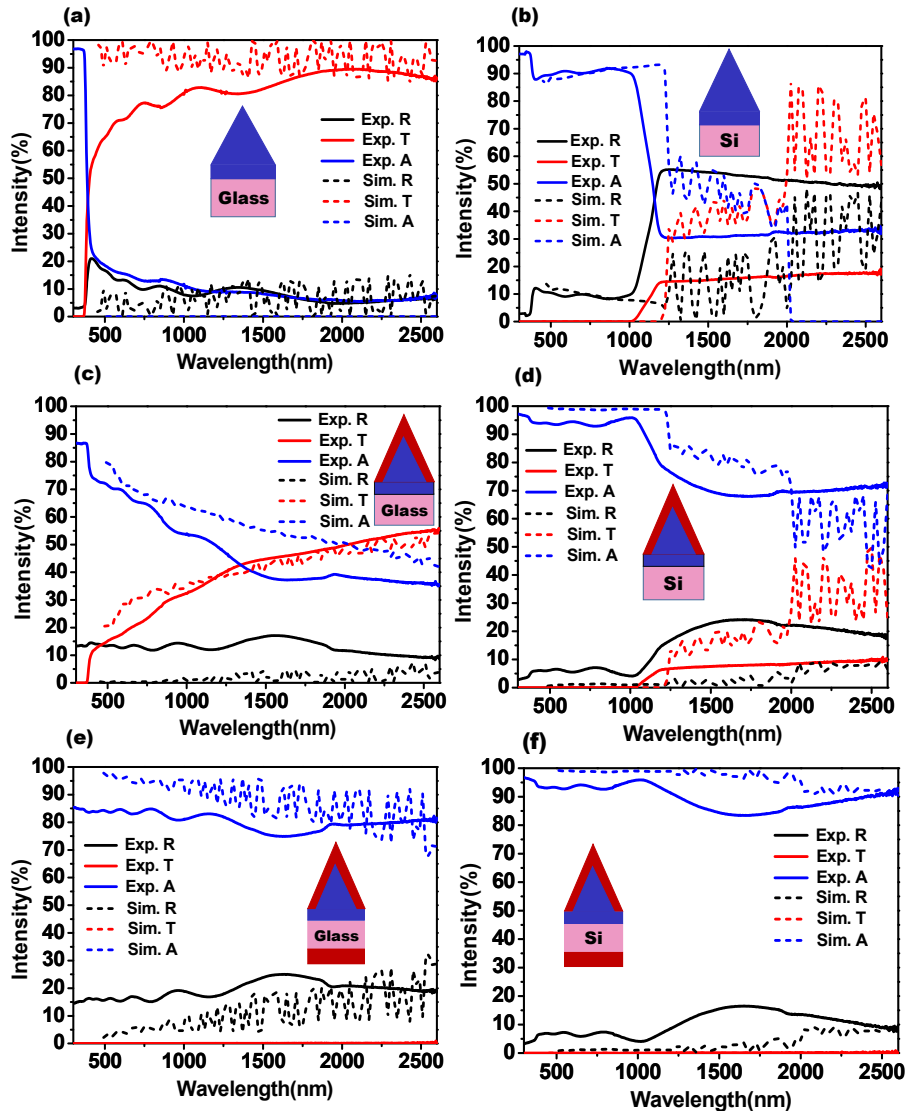 (a)
100
90
80
70
60
50
40
30
20
10
0
Intensity(%)
Exp. R
Exp. T
Exp. A
Sim. R
Sim. T
Sim. A
Glass
500 1000 1500 2000 2500
Wavelength(nm)
(b)
100
90
80
70
60
50
40
30
20
10
0
Intensity(%)
Exp. R
Exp. T
Exp. A
Sim. R
Sim. T
Sim. A
Si
500 1000 1500 2000 2500
Wavelength(nm)
(c)
100
90
80
70
60
50
40
30
20
10
0
Intensity(%)
Exp. R
Exp. T
Exp. A
Sim. R
Sim. T
Sim. A
Glass
500 1000 1500 2000 2500
Wavelength(nm)
(d)
100
90
80
70
60
50
40
30
20
10
0
Intensity(%)
Exp. R
Exp. T
Exp. A
Sim. R
Sim. T
Sim. A
Si
500 1000 1500 2000 2500
Wavelength(nm)
(e)
100
90
80
70
60
50
40
30
20
10
0
Intensity(%)
Exp. R
Exp. T
Exp. A
Sim. R
Sim. T
Sim. A
Glass
500 1000 1500 2000 2500
Wavelength(nm)
(f)
100
90
80
70
60
50
40
30
20
10
0
Intensity(%)
Exp. R
Exp. T
Exp. A
Sim. R
Sim. T
Sim. A
Si
500 1000 1500 2000 2500
Wavelength(nm)